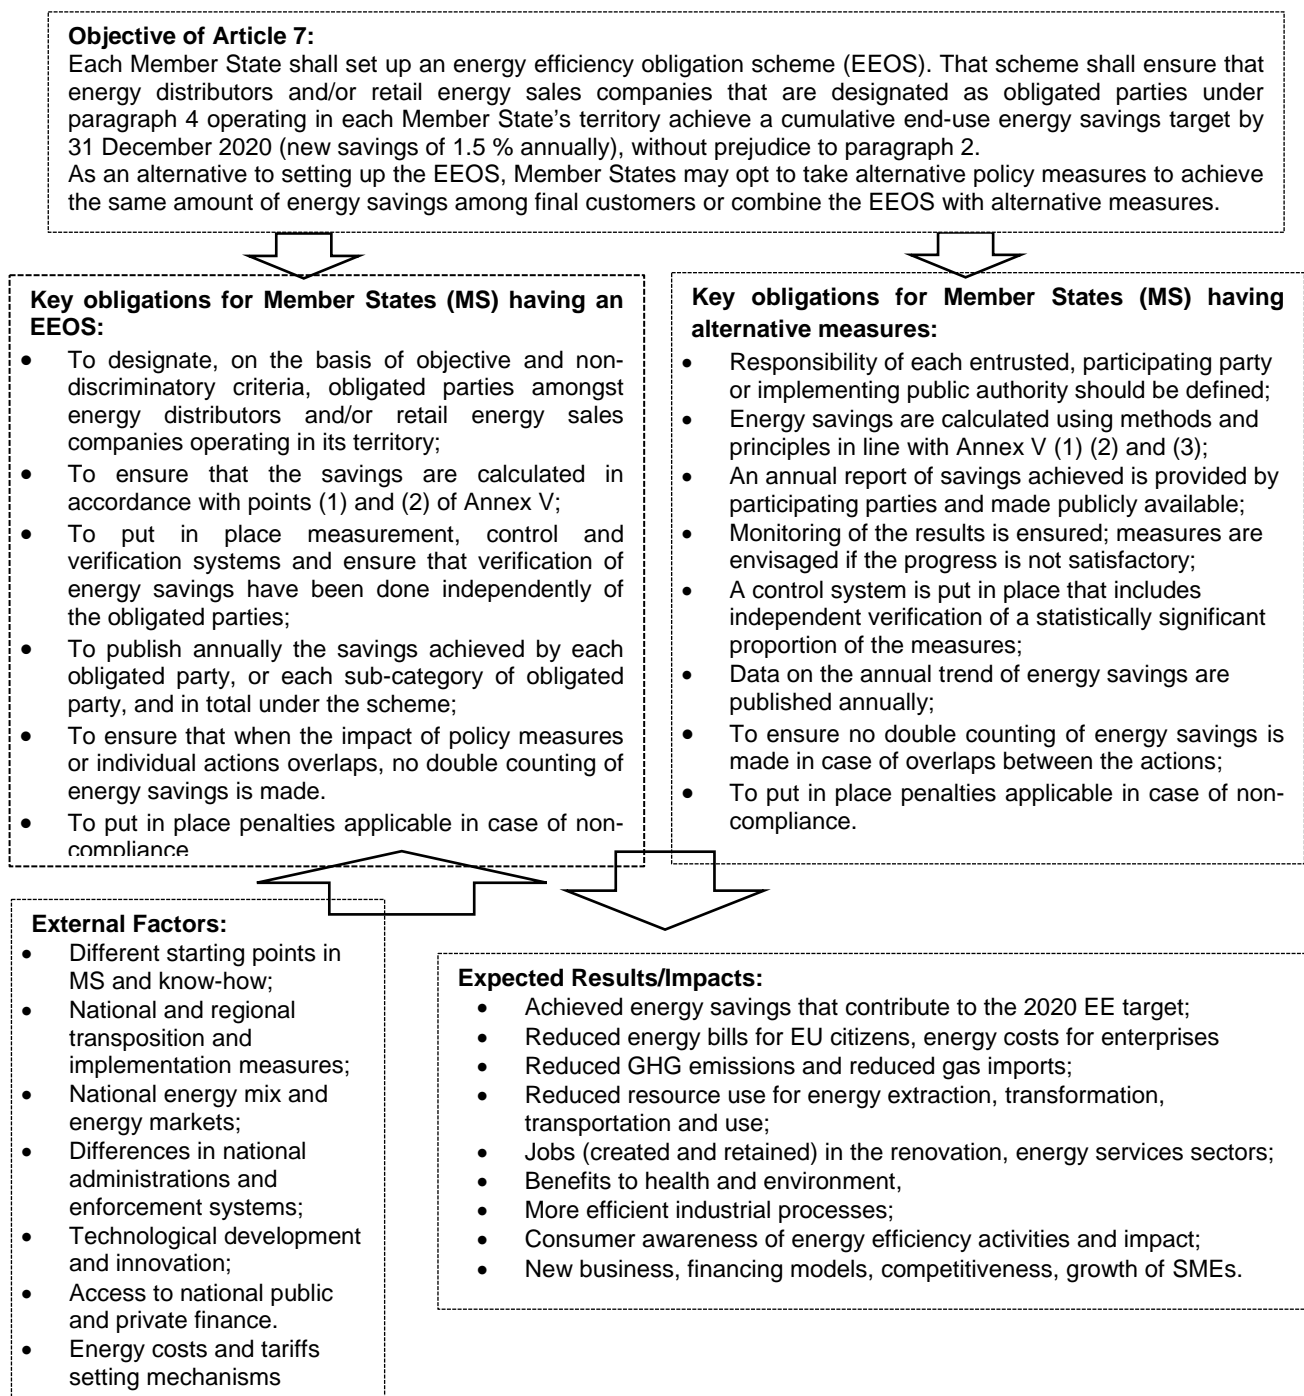 Objective of Article 7:
Each Member State shall set up an energy efficiency obligation scheme (EEOS). That scheme shall ensure that
energy distributors and/or retail energy sales companies that are designated as obligated parties under
paragraph 4 operating in each Member State's territory achieve a cumulative end-use energy savings target by
31 December 2020 (new savings of 1.5 % annually), without prejudice to paragraph 2.
As an alternative to setting up the EEOS, Member States may opt to take alternative policy measures to achieve
the same amount of energy savings among final customers or combine the EEOS with alternative measures.
Key obligations for Member States (MS) having an
EEOS:
• To designate, on the basis of objective and non-
discriminatory criteria, obligated parties amongst
energy distributors and/or retail energy sales
companies operating in its territory;
• To ensure that the savings are calculated in
accordance with points (1) and (2) of Annex V;
• To put in place measurement, control and
verification systems and ensure that verification of
energy savings have been done independently of
the obligated parties;
• To publish annually the savings achieved by each
obligated party, or each sub-category of obligated
party, and in total under the scheme;
• To ensure that when the impact of policy measures
or individual actions overlaps, no double counting of
energy savings is made.
• To put in place penalties applicable in case of non-
compliance
Key obligations for Member States (MS) having
alternative measures:
• Responsibility of each entrusted, participating party
or implementing public authority should be defined;
• Energy savings are calculated using methods and
principles in line with Annex V (1) (2) and (3);
• An annual report of savings achieved is provided by
participating parties and made publicly available;
• Monitoring of the results is ensured; measures are
envisaged if the progress is not satisfactory;
• A control system is put in place that includes
independent verification of a statistically significant
proportion of the measures;
• Data on the annual trend of energy savings are
published annually;
• To ensure no double counting of energy savings is
made in case of overlaps between the actions;
• To put in place penalties applicable in case of non-
compliance.
External Factors:
• Different starting points in
MS and know-how;
• National and regional
transposition and
implementation measures;
• National energy mix and
energy markets;
• Differences in national
administrations and
enforcement systems;
• Technological development
and innovation;
• Access to national public
and private finance.
• Energy costs and tariffs
setting mechanisms
Expected Results/Impacts:
• Achieved energy savings that contribute to the 2020 EE target;
• Reduced energy bills for EU citizens, energy costs for enterprises
• Reduced GHG emissions and reduced gas imports;
• Reduced resource use for energy extraction, transformation,
transportation and use;
• Jobs (created and retained) in the renovation, energy services sectors;
• Benefits to health and environment,
• More efficient industrial processes;
• Consumer awareness of energy efficiency activities and impact;
• New business, financing models, competitiveness, growth of SMEs.